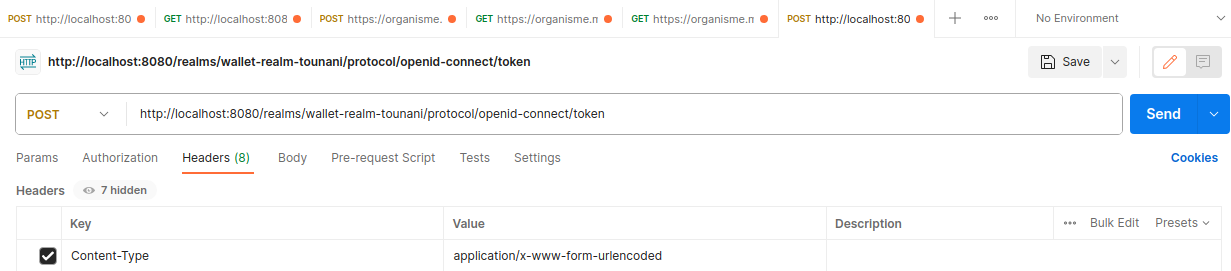 POST http://localhost:80 GET http://localhost:808 POST https://organisme. GET https://organisme.n GET https://organisme.n POST http://localhost:80 No Environment
HTTP http://localhost:8080/realms/wallet-realm-tounani/protocol/openid-connect/token Save
POST http://localhost:8080/realms/wallet-realm-tounani/protocol/openid-connect/token Send
Params Authorization Headers (8) Body Pre-request Script Tests Settings Cookies
Headers 7 hidden
Key Value Description Bulk Edit Presets
Content-Type application/x-www-form-urlencoded